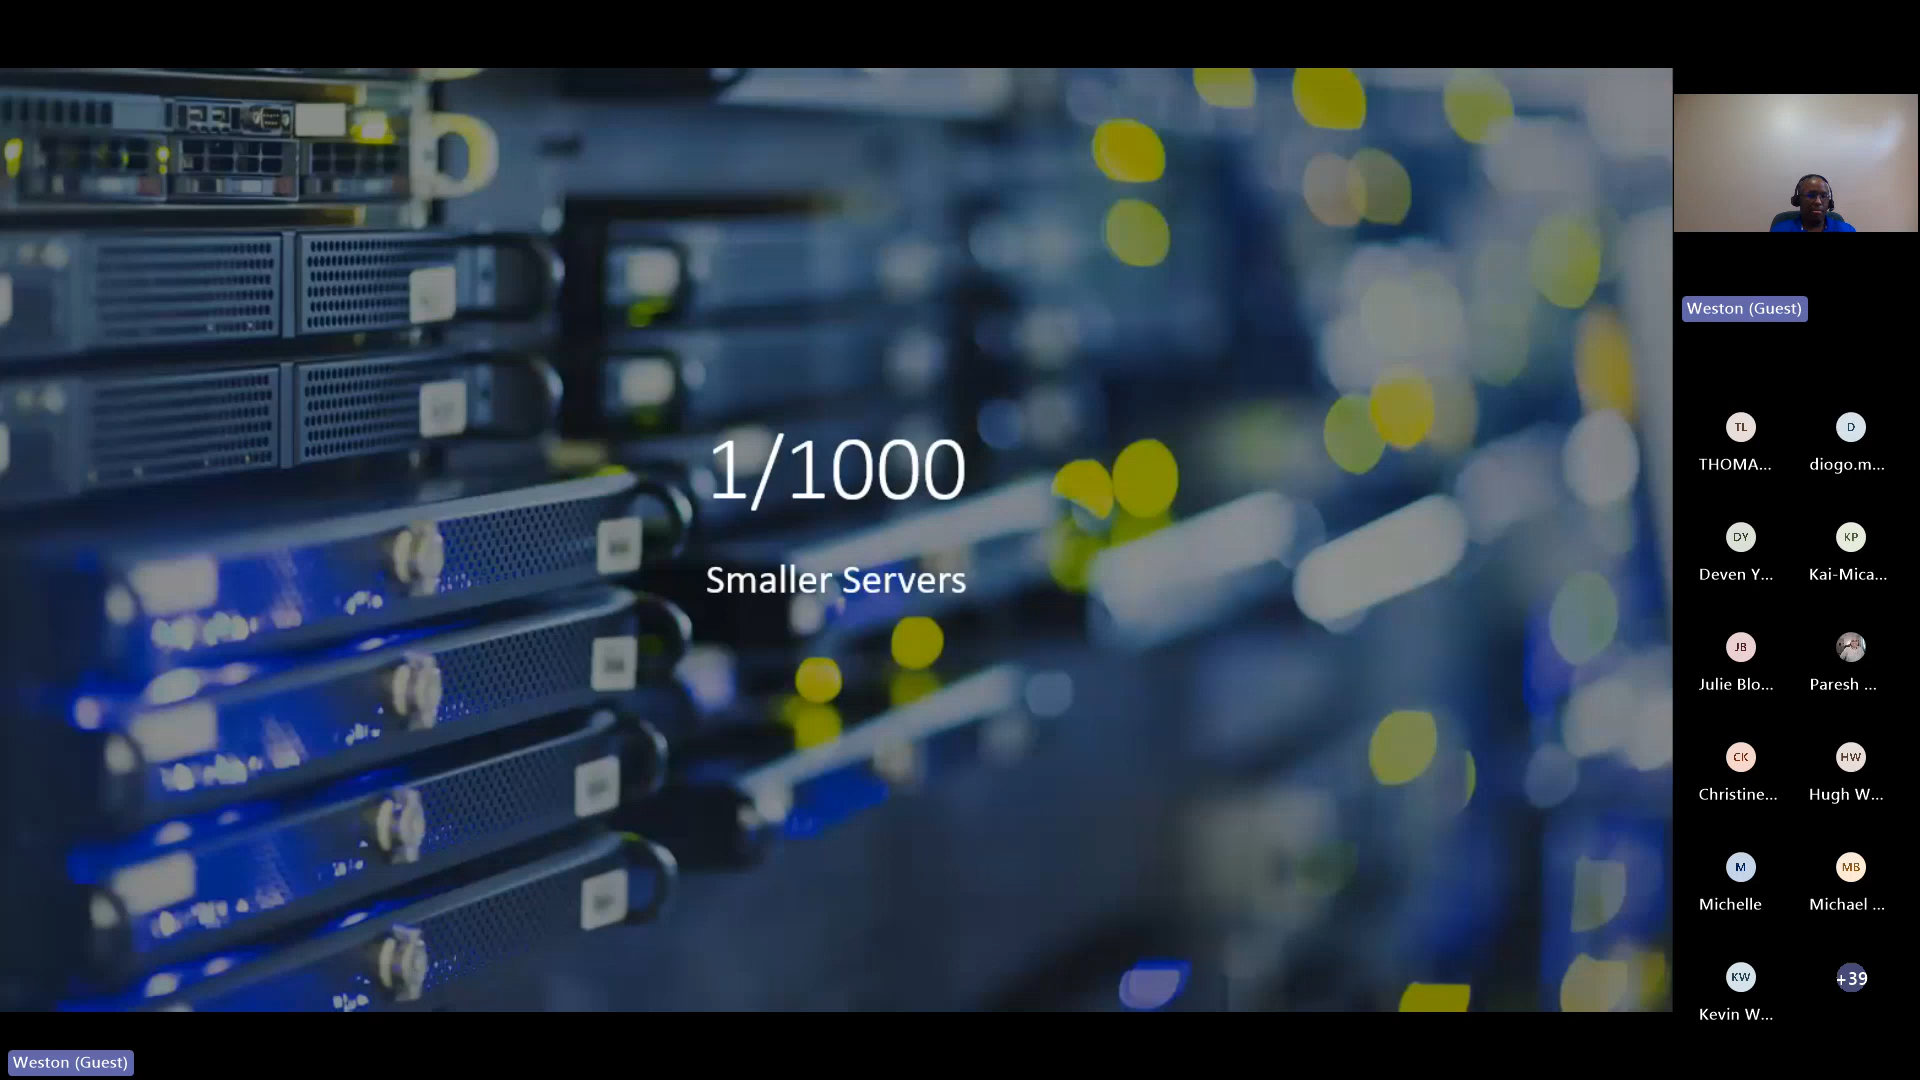 1/1000
Smaller Servers
Weston (Guest)
TL
D
THOMA...
diogo.m...
DY
KP
Deven Y...
Kai-Mica...
JB
Julie Blo...
Paresh ...
CK
HW
Christine...
Hugh W...
M
MB
Michelle
Michael ...
KW
+39
Kevin W...
Weston (Guest)